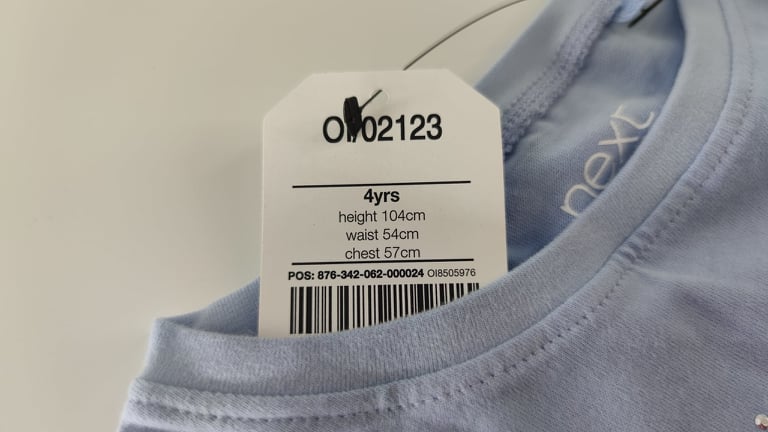 OI/02123
4yrs
height 104cm
waist 54cm
chest 57cm
POS: 876-342-062-000024 OI8505976
next